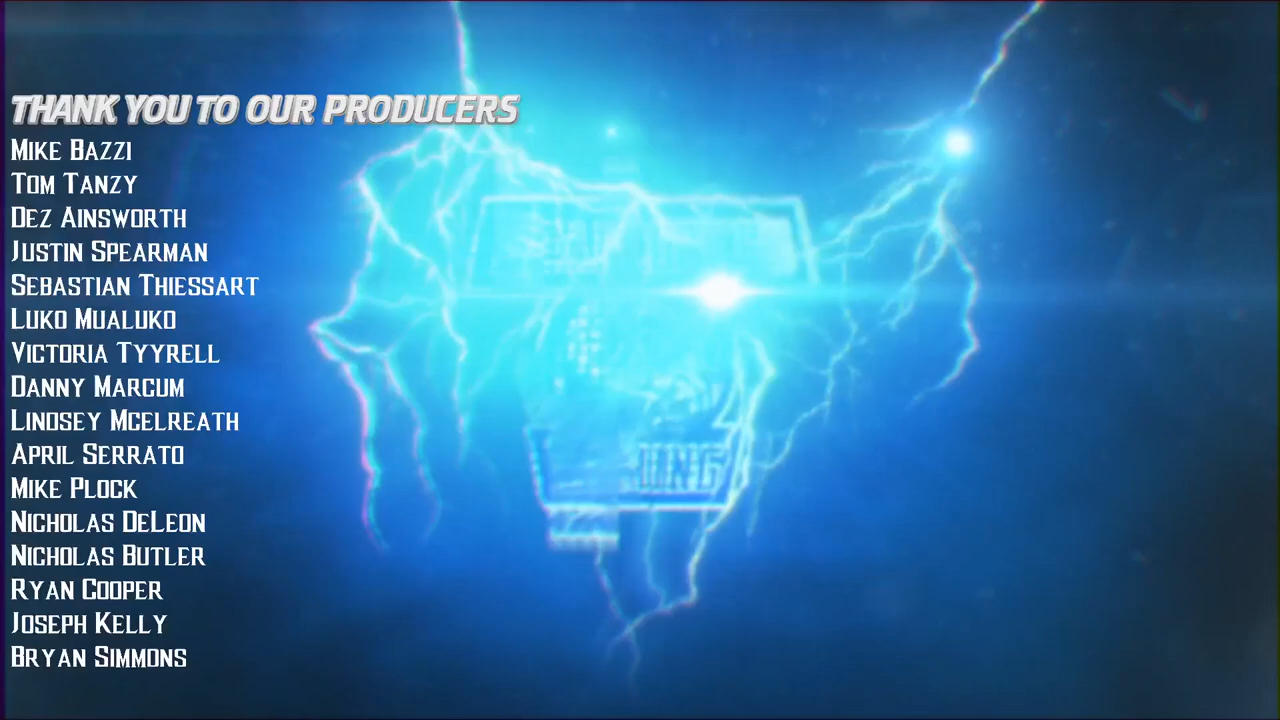 THANK YOU TO OUR PRODUCERS
MIKE BAZZI
TOM TANZY
DEZ AINSWORTH
JUSTIN SPEARMAN
SEBASTIAN THIESSART
LUKO MUALUKO
VICTORIA TYYRELL
DANNY MARCUM
LINDSEY MCELREATH
APRIL SERRATO
MIKE PLOCK
NICHOLAS DELEON
NICHOLAS BUTLER
RYAN COOPER
JOSEPH KELLY
BRYAN SIMMONS